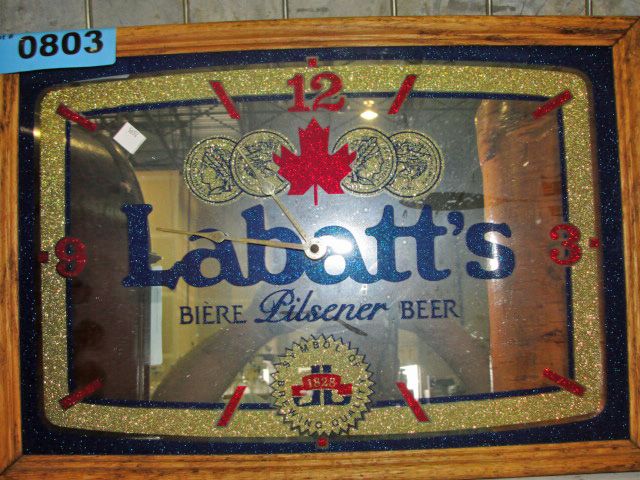 0803
12
9
3
Labatt's
BIÈRE Pilsener BEER
1828